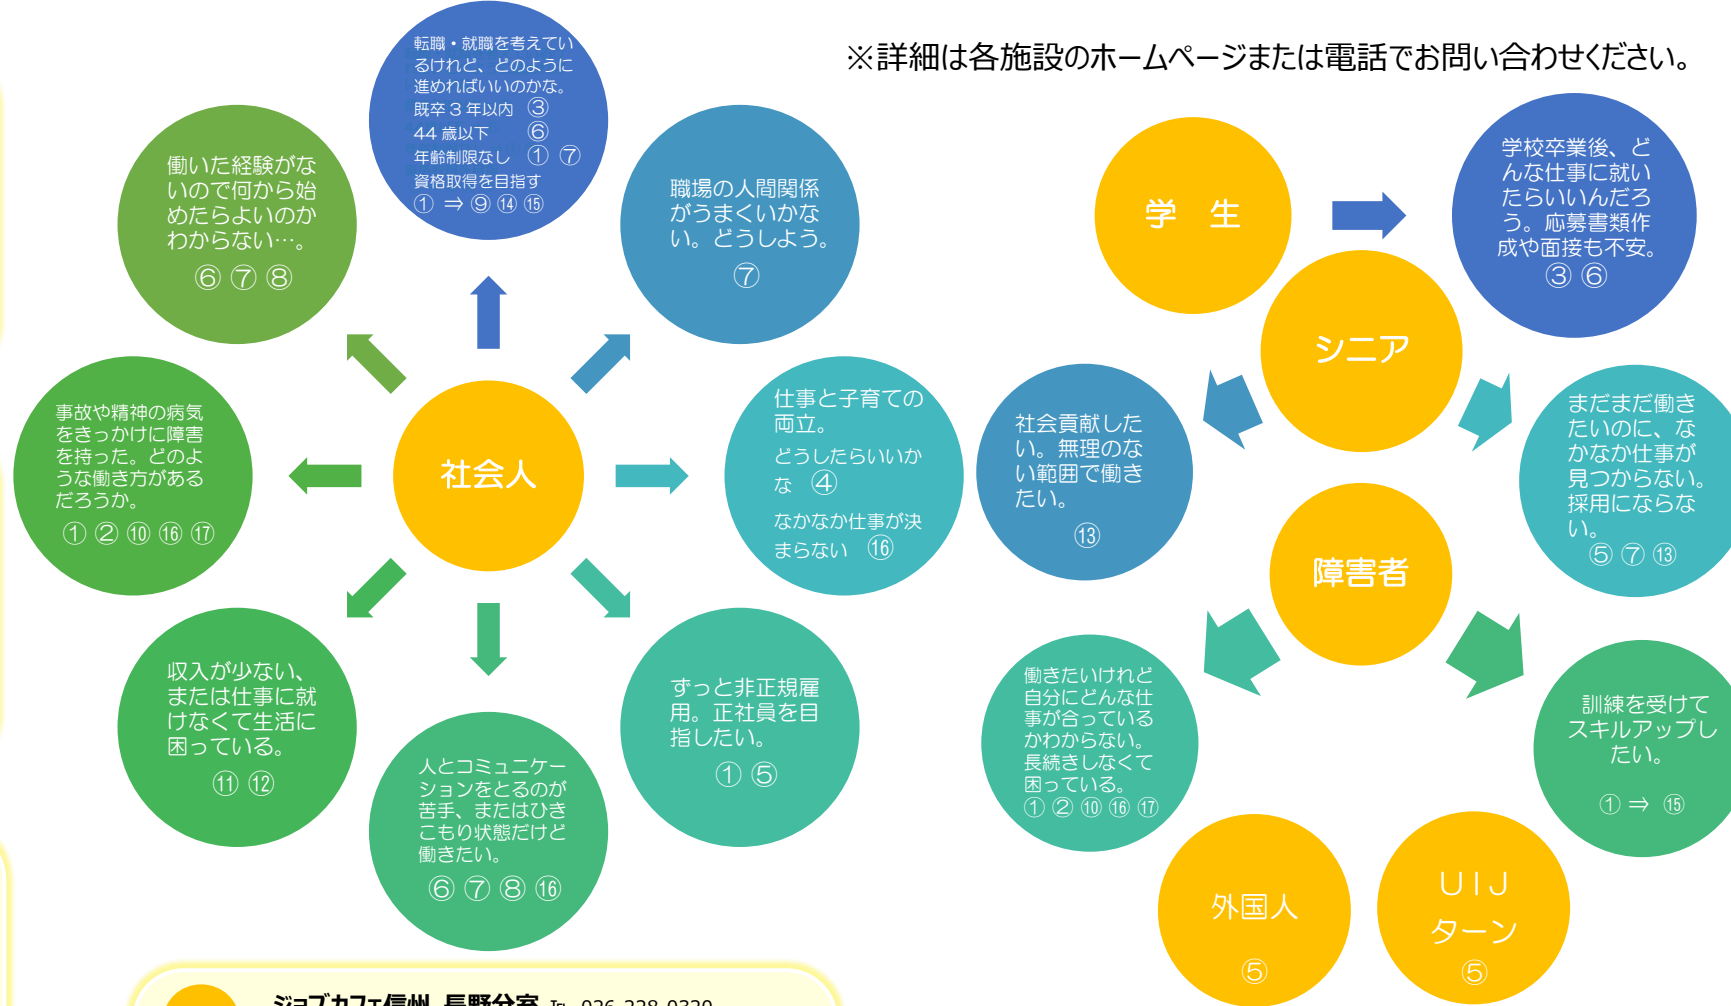 ※詳細は各施設のホームページまたは電話でお問い合わせください。
転職・就職を考えてい
るけれど、どのように
進めればいいのかな。
既卒３年以内 ③
44 歳以下 ⑥
年齢制限なし ① ⑦
資格取得を目指す
① ⇒ ⑨ ⑭ ⑮
働いた経験がな
いので何から始
めたらよいのか
わからない…。
⑥ ⑦ ⑧
職場の人間関係
がうまくいかな
い。どうしよう。
⑦
事故や精神の病気
をきっかけに障害
を持った。どのよ
うな働き方がある
だろうか。
① ② ⑩ ⑯ ⑰
社会人
仕事と子育ての
両立。
どうしたらいいか
な ④
なかなか仕事が決
まらない ⑯
収入が少ない、
または仕事に就
けなくて生活に
困っている。
⑪ ⑫
人とコミュニケー
ションをとるのが
苦手、またはひき
こもり状態だけど
働きたい。
⑥ ⑦ ⑧ ⑯
ずっと非正規雇
用。正社員を目
指したい。
① ⑤
学 生
学校卒業後、ど
んな仕事に就い
たらいいんだろ
う。応募書類作
成や面接も不安。
③ ⑥
シニア
社会貢献した
い。無理のな
い範囲で働き
たい。
⑬
まだまだ働き
たいのに、な
かなか仕事が
見つからない。
採用にならな
い。
⑤ ⑦ ⑬
障害者
働きたいけれど
自分にどんな仕
事が合っている
かわからない。
長続きしなくて
困っている。
① ② ⑩ ⑯ ⑰
訓練を受けて
スキルアップし
たい。
① ⇒ ⑮
外国人
⑤
ＵＩＪ
ターン
⑤
ジョブカフェ信州 長野分室 ℡ 026-228-0320